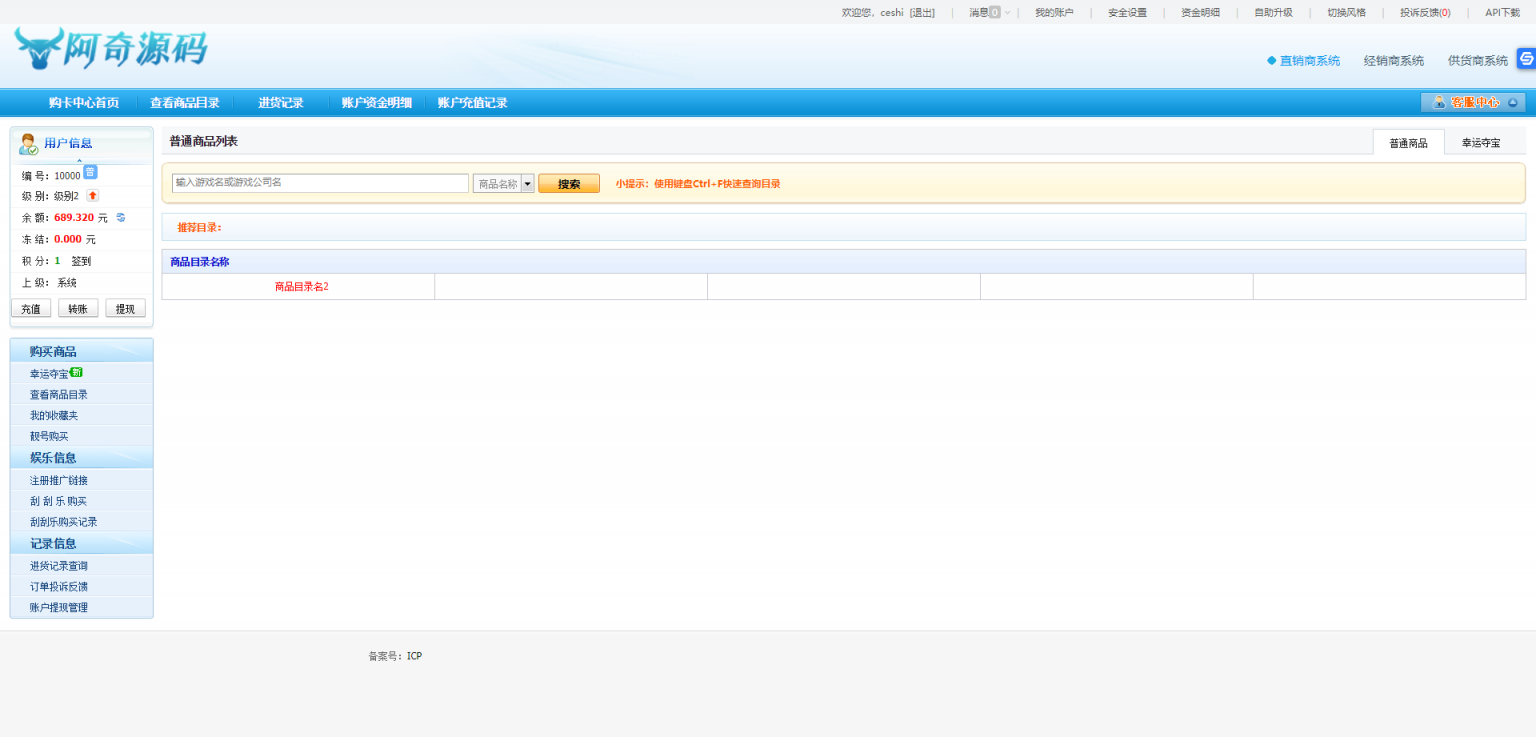 欢迎您，ceshi [退出] | 消息0 | 我的账户 | 安全设置 | 资金明细 | 自助升级 | 切换风格 | 投诉反馈(0) | API下载
阿奇源码
直销商系统 经销商系统 供货商系统
购卡中心首页 查看商品目录 进货记录 账户资金明细 账户充值记录 客服中心
用户信息
编 号：10000 普
级 别：级别2
余 额：689.320 元
冻 结：0.000 元
积 分：1 签到
上 级： 系统
充值 转账 提现
购买商品
幸运夺宝 新
查看商品目录
我的收藏夹
靓号购买
娱乐信息
注册推广链接
刮 刮 乐 购买
刮刮乐购买记录
记录信息
进货记录查询
订单投诉反馈
账户提现管理
普通商品列表 普通商品 幸运夺宝
输入游戏名或游戏公司名 商品名称 搜索 小提示：使用键盘Ctrl+F快速查询目录
推荐目录：
商品目录名称
商品目录名2
备案号：ICP